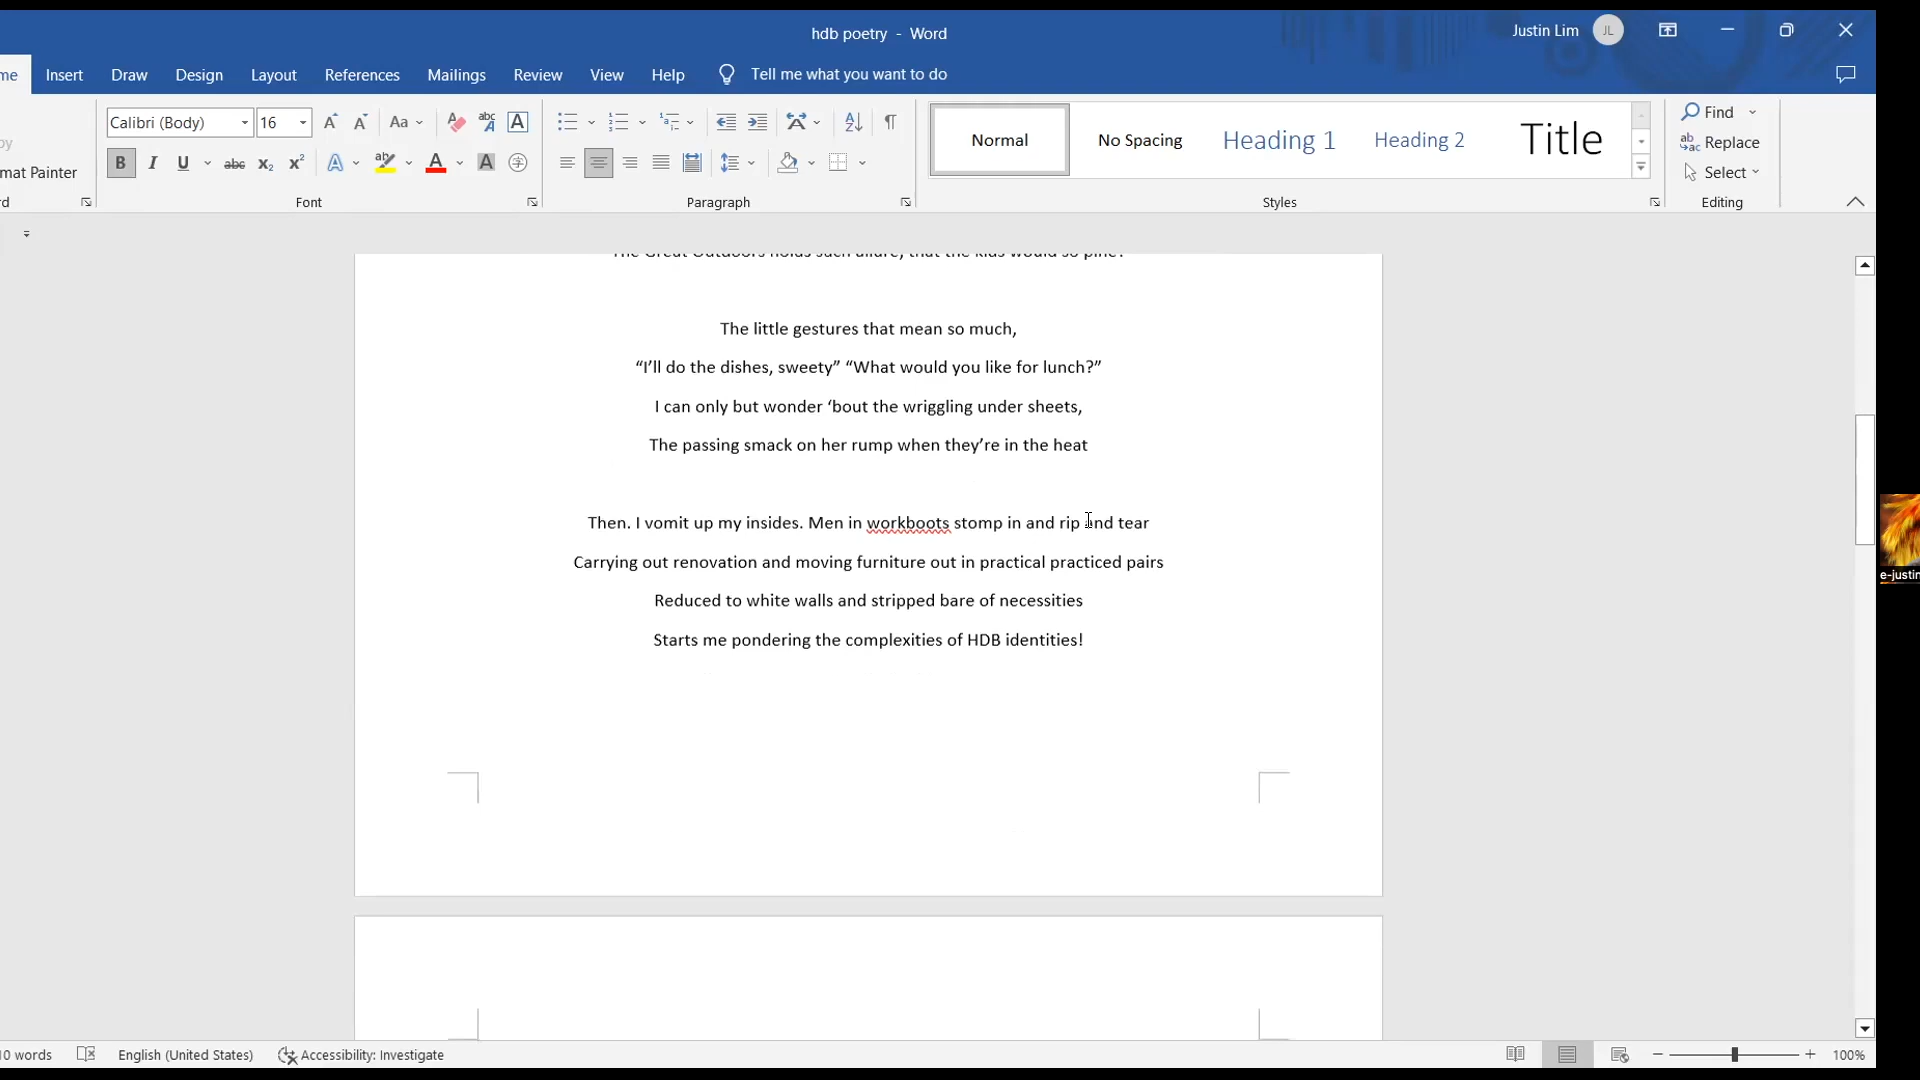 hdb poetry - Word
Justin Lim
JL
me
Insert
Draw
Design
Layout
References
Mailings
Review
View
Help
Tell me what you want to do
py
mat Painter
rd
Calibri (Body)
16
Aa
B I U abc x₂ x² A A A
Font
Paragraph
Normal
No Spacing
Heading 1
Heading 2
Title
Styles
Find
Replace
Select
Editing
The Great Outdoors holds such allure, that the kids would so pine?
The little gestures that mean so much,
“I’ll do the dishes, sweety” “What would you like for lunch?”
I can only but wonder ‘bout the wriggling under sheets,
The passing smack on her rump when they’re in the heat
Then. I vomit up my insides. Men in workboots stomp in and rip and tear
Carrying out renovation and moving furniture out in practical practiced pairs
Reduced to white walls and stripped bare of necessities
Starts me pondering the complexities of HDB identities!
e-justin
10 words
English (United States)
Accessibility: Investigate
100%